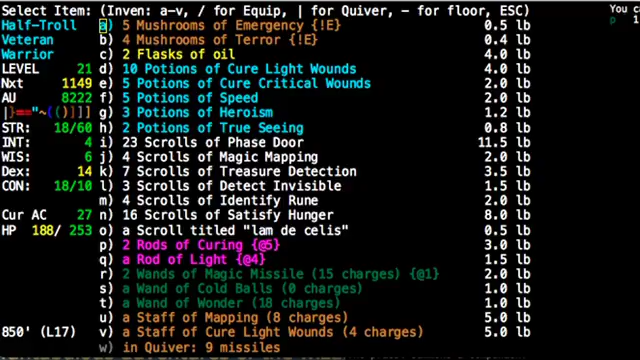 Select Item: (Inven: a-v, / for Equip, | for Quiver, - for floor, ESC) You ca
Half-Troll a) 5 Mushrooms of Emergency {!E} 0.5 lb p 1
Veteran b) 4 Mushrooms of Terror {!E} 0.4 lb
Warrior c) 2 Flasks of oil 4.0 lb
LEVEL 21 d) 10 Potions of Cure Light Wounds 4.0 lb
Nxt 1149 e) 5 Potions of Cure Critical Wounds 2.0 lb
AU 8222 f) 5 Potions of Speed 2.0 lb
|}=="~(()]]]] g) 3 Potions of Heroism 1.2 lb
STR: 18/60 h) 2 Potions of True Seeing 0.8 lb
INT: 4 i) 23 Scrolls of Phase Door 11.5 lb
WIS: 6 j) 4 Scrolls of Magic Mapping 2.0 lb
Dex: 14 k) 7 Scrolls of Treasure Detection 3.5 lb
CON: 18/10 l) 3 Scrolls of Detect Invisible 1.5 lb
m) 4 Scrolls of Identify Rune 2.0 lb
Cur AC 27 n) 16 Scrolls of Satisfy Hunger 8.0 lb
HP 188/ 253 o) a Scroll titled "lam de celis" 0.5 lb
p) 2 Rods of Curing {@5} 3.0 lb
q) a Rod of Light {@4} 1.5 lb
r) 2 Wands of Magic Missile (15 charges) {@1} 2.0 lb
s) a Wand of Cold Balls (0 charges) 1.0 lb
t) a Wand of Wonder (18 charges) 1.0 lb
u) a Staff of Mapping (8 charges) 5.0 lb
850' (L17) v) a Staff of Cure Light Wounds (4 charges) 5.0 lb
w) in Quiver: 9 missiles